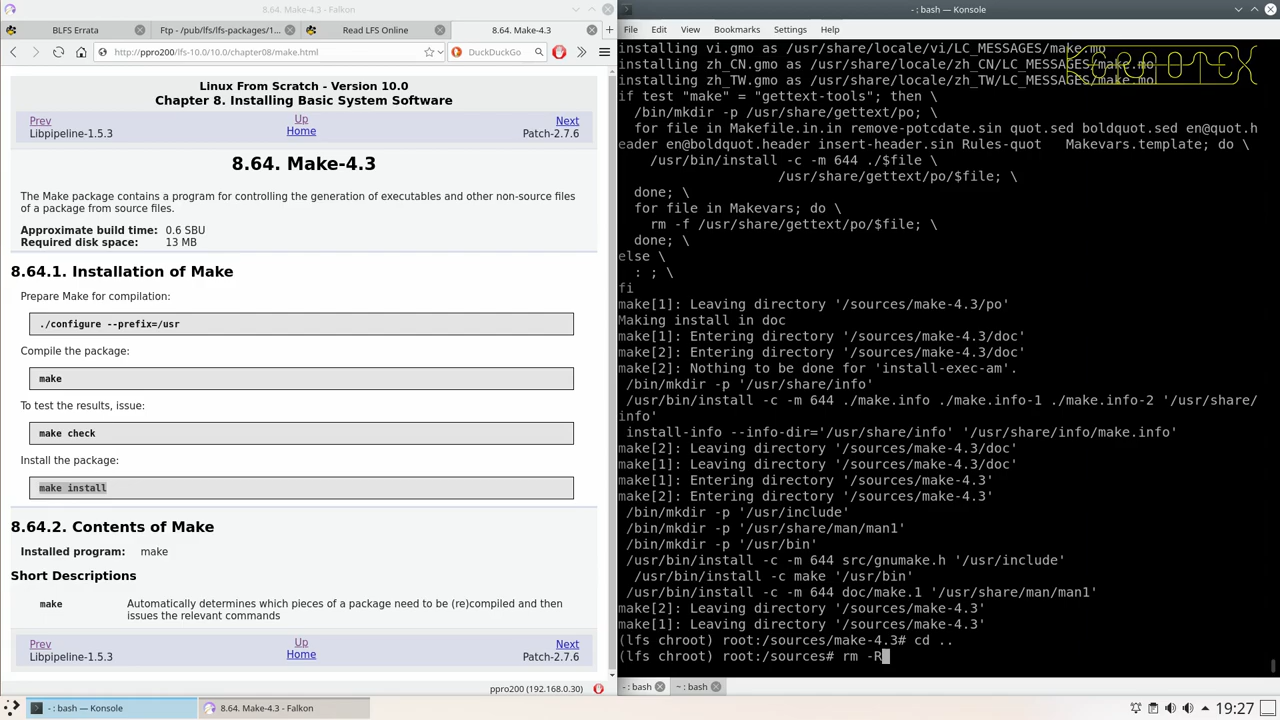 8.64. Make-4.3 - Falkon
BLFS Errata
Ftp - /pub/lfs/lfs-packages/1...
Read LFS Online
8.64. Make-4.3
http://ppro200/lfs-10.0/10.0/chapter08/make.html
DuckDuckGo
Linux From Scratch - Version 10.0
Chapter 8. Installing Basic System Software
Prev
Up
Next
Libpipeline-1.5.3
Home
Patch-2.7.6
8.64. Make-4.3
The Make package contains a program for controlling the generation of executables and other non-source files
of a package from source files.
Approximate build time: 0.6 SBU
Required disk space: 13 MB
8.64.1. Installation of Make
Prepare Make for compilation:
./configure --prefix=/usr
Compile the package:
make
To test the results, issue:
make check
Install the package:
make install
8.64.2. Contents of Make
Installed program: make
Short Descriptions
make Automatically determines which pieces of a package need to be (re)compiled and then
issues the relevant commands
Prev
Up
Next
Libpipeline-1.5.3
Home
Patch-2.7.6
ppro200 (192.168.0.30)
- : bash — Konsole
File Edit View Bookmarks Settings Help
installing vi.gmo as /usr/share/locale/vi/LC_MESSAGES/make.mo
installing zh_CN.gmo as /usr/share/locale/zh_CN/LC_MESSAGES/make.mo
installing zh_TW.gmo as /usr/share/locale/zh_TW/LC_MESSAGES/make.mo
if test "make" = "gettext-tools"; then \
/bin/mkdir -p /usr/share/gettext/po; \
for file in Makefile.in.in remove-potcdate.sin quot.sed boldquot.sed en@quot.h
eader en@boldquot.header insert-header.sin Rules-quot   Makevars.template; do \
/usr/bin/install -c -m 644 ./$file \
/usr/share/gettext/po/$file; \
done; \
for file in Makevars; do \
rm -f /usr/share/gettext/po/$file; \
done; \
else \
: ; \
fi
make[1]: Leaving directory '/sources/make-4.3/po'
Making install in doc
make[1]: Entering directory '/sources/make-4.3/doc'
make[2]: Entering directory '/sources/make-4.3/doc'
make[2]: Nothing to be done for 'install-exec-am'.
/bin/mkdir -p '/usr/share/info'
/usr/bin/install -c -m 644 ./make.info ./make.info-1 ./make.info-2 '/usr/share/
info'
install-info --info-dir='/usr/share/info' '/usr/share/info/make.info'
make[2]: Leaving directory '/sources/make-4.3/doc'
make[1]: Leaving directory '/sources/make-4.3/doc'
make[1]: Entering directory '/sources/make-4.3'
make[2]: Entering directory '/sources/make-4.3'
/bin/mkdir -p '/usr/include'
/bin/mkdir -p '/usr/share/man/man1'
/bin/mkdir -p '/usr/bin'
/usr/bin/install -c -m 644 src/gnumake.h '/usr/include'
/usr/bin/install -c make '/usr/bin'
/usr/bin/install -c -m 644 doc/make.1 '/usr/share/man/man1'
make[2]: Leaving directory '/sources/make-4.3'
make[1]: Leaving directory '/sources/make-4.3'
(lfs chroot) root:/sources/make-4.3# cd ..
(lfs chroot) root:/sources# rm -R
- : bash
~ : bash
- : bash — Konsole
8.64. Make-4.3 - Falkon
19:27